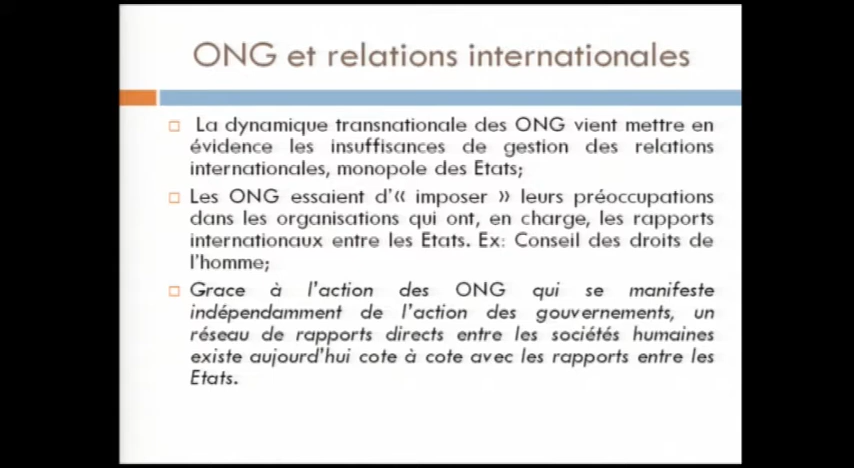 ONG et relations internationales
La dynamique transnationale des ONG vient mettre en
évidence les insuffisances de gestion des relations
internationales, monopole des Etats;
Les ONG essaient d'« imposer » leurs préoccupations
dans les organisations qui ont, en charge, les rapports
internationaux entre les Etats. Ex: Conseil des droits de
l'homme;
Grace à l'action des ONG qui se manifeste
indépendamment de l'action des gouvernements, un
réseau de rapports directs entre les sociétés humaines
existe aujourd'hui cote à cote avec les rapports entre les
Etats.